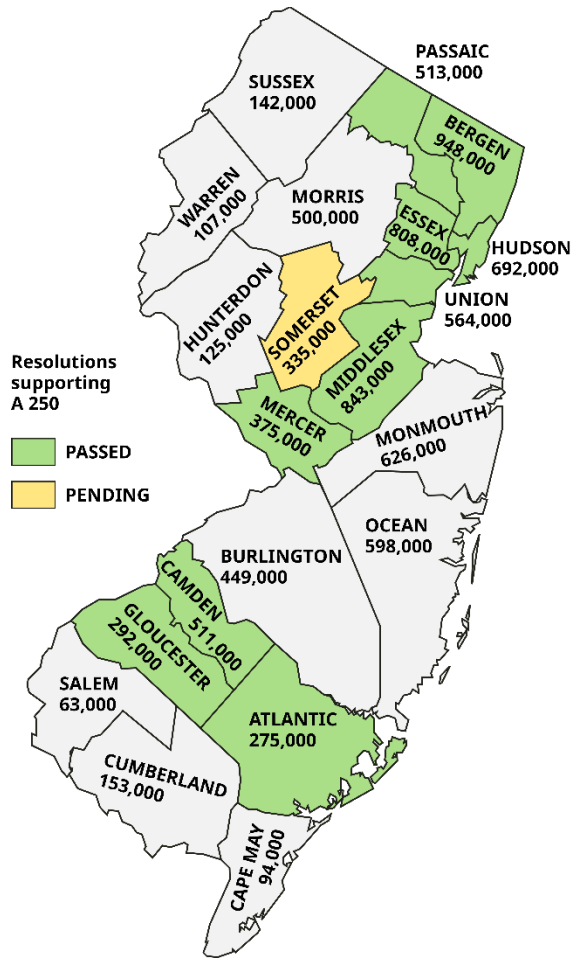 PASSAIC
513,000
SUSSEX
142,000
BERGEN
948,000
WARREN
107,000
MORRIS
500,000
ESSEX
808,000
HUDSON
692,000
HUNTERDON
125,000
SOMERSET
335,000
UNION
564,000
MIDDLESEX
843,000
Resolutions
supporting
A 250
PASSED
PENDING
MERCER
375,000
MONMOUTH
626,000
OCEAN
598,000
BURLINGTON
449,000
CAMDEN
511,000
GLOUCESTER
292,000
SALEM
63,000
ATLANTIC
275,000
CUMBERLAND
153,000
CAPE MAY
94,000